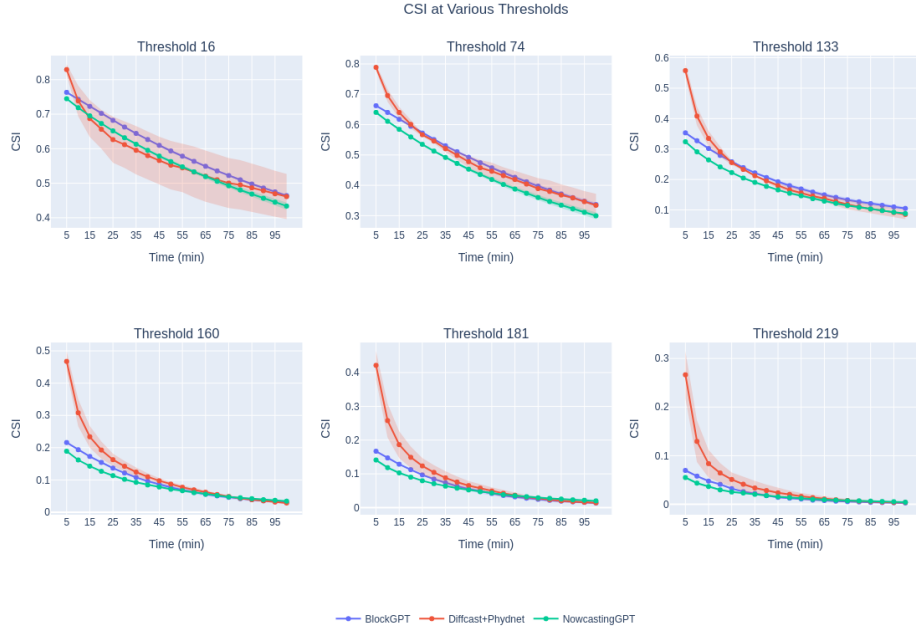 CSI at Various Thresholds
Threshold 16
Threshold 74
Threshold 133
CSI
0.8
0.7
0.6
0.5
0.4
5 15 25 35 45 55 65 75 85 95
Time (min)
CSI
0.8
0.7
0.6
0.5
0.4
0.3
5 15 25 35 45 55 65 75 85 95
Time (min)
CSI
0.6
0.5
0.4
0.3
0.2
0.1
5 15 25 35 45 55 65 75 85 95
Time (min)
Threshold 160
Threshold 181
Threshold 219
CSI
0.5
0.4
0.3
0.2
0.1
0
5 15 25 35 45 55 65 75 85 95
Time (min)
CSI
0.4
0.3
0.2
0.1
0
5 15 25 35 45 55 65 75 85 95
Time (min)
CSI
0.3
0.2
0.1
0
5 15 25 35 45 55 65 75 85 95
Time (min)
BlockGPT Diffcast+Phydnet NowcastingGPT